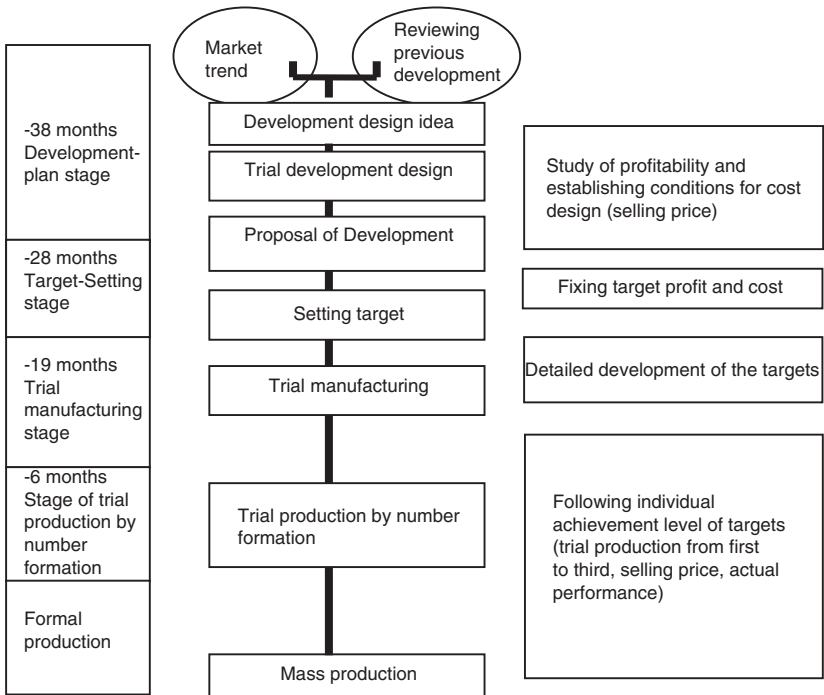 Market
trend
Reviewing
previous
development
-38 months
Development-
plan stage
-28 months
Target-Setting
stage
-19 months
Trial
manufacturing
stage
-6 months
Stage of trial
production by
number
formation
Formal
production
Development design idea
Trial development design
Proposal of Development
Setting target
Trial manufacturing
Trial production by number
formation
Mass production
Study of profitability and
establishing conditions for cost
design (selling price)
Fixing target profit and cost
Detailed development of the targets
Following individual
achievement level of targets
(trial production from first
to third, selling price, actual
performance)